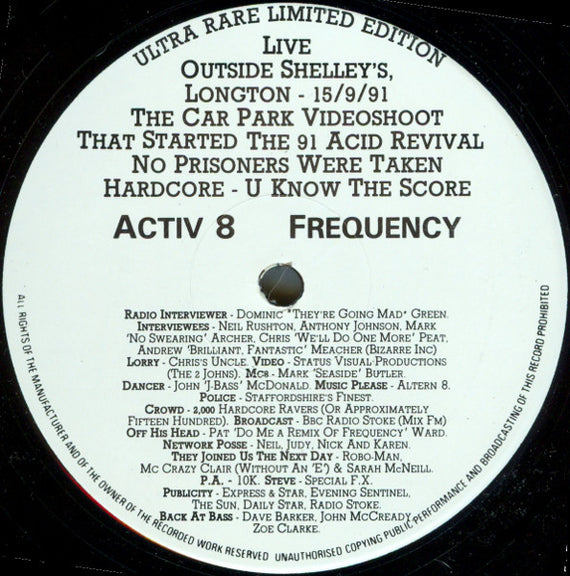 ULTRA RARE LIMITED EDITION
LIVE
OUTSIDE SHELLEY'S,
LONGTON - 15/9/91
THE CAR PARK VIDEOSHOOT
THAT STARTED THE 91 ACID REVIVAL
NO PRISONERS WERE TAKEN
HARDCORE - U KNOW THE SCORE
ACTIV 8 FREQUENCY
RADIO INTERVIEWER - DOMINIC "THEY'RE GOING MAD" GREEN.
INTERVIEWEES - NEIL RUSHTON, ANTHONY JOHNSON, MARK
'NO SWEARING' ARCHER, CHRIS 'WE'LL DO ONE MORE' PEAT,
ANDREW 'BRILLIANT, FANTASTIC' MEACHER (BIZARRE INC)
LORRY - CHRIS'S UNCLE. VIDEO - STATUS VISUAL PRODUCTIONS
(THE 2 JOHNS). MCS - MARK 'SEASIDE' BUTLER.
DANCER - JOHN 'J-BASS' MCDONALD. MUSIC PLEASE - ALTERN 8.
POLICE - STAFFORDSHIRE'S FINEST.
CROWD - 2,000 HARDCORE RAVERS (OR APPROXIMATELY
FIFTEEN HUNDRED). BROADCAST - BBC RADIO STOKE (MIX FM)
OFF HIS HEAD - PAT 'DO ME A REMIX OF FREQUENCY' WARD.
NETWORK POSSE - NEIL, JUDY, NICK AND KAREN.
THEY JOINED US THE NEXT DAY - ROBO-MAN,
MC CRAZY CLAIR (WITHOUT AN 'E') & SARAH MCNEILL.
P.A. - 10K. STEVE - SPECIAL F.X.
PUBLICITY - EXPRESS & STAR, EVENING SENTINEL,
THE SUN, DAILY STAR, RADIO STOKE.
BACK AT BASS - DAVE BARKER, JOHN MCCREADY,
ZOE CLARKE.
ALL RIGHTS OF THE MANUFACTURER AND OF THE OWNER OF THE RECORDED WORK RESERVED UNAUTHORISED COPYING PUBLIC PERFORMANCE AND BROADCASTING OF THIS RECORD PROHIBITED